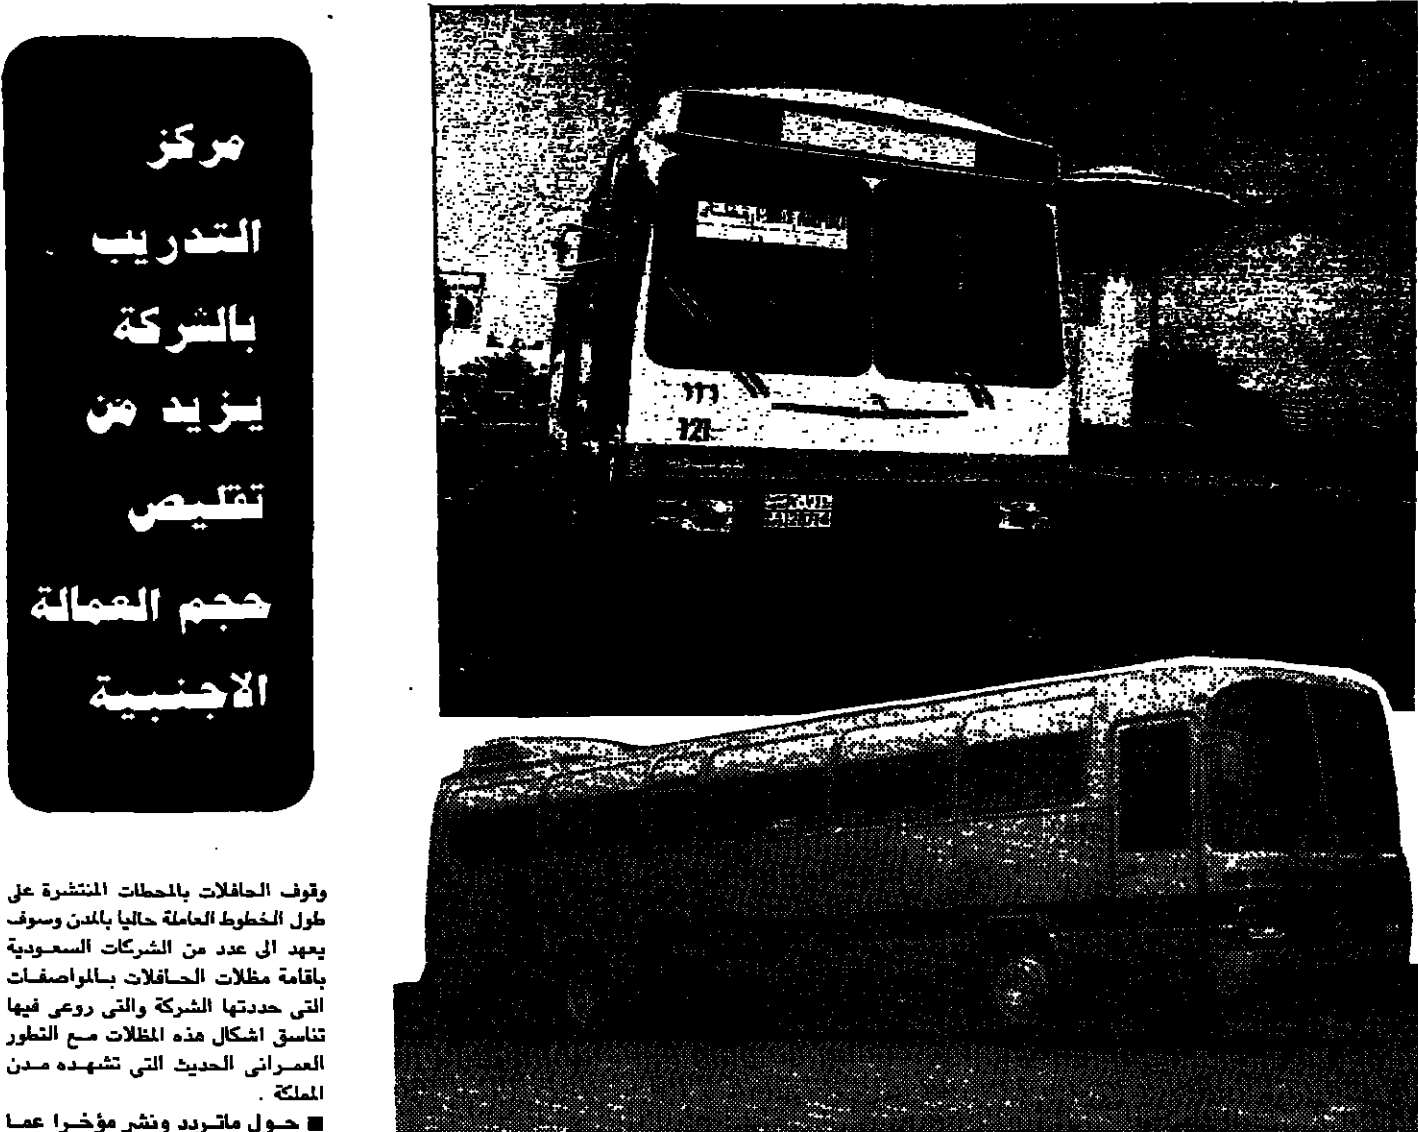 مركز
التدريب
بالشركة
يزيد من
تقليص
حجم العمالة
الاجنبية
١٢١
121
وقوف الحافلات بالمحطات المنتشرة على
طول الخطوط العاملة حاليا بالمدن وسوف
يعهد الى عدد من الشركات السعودية
باقامة مظلات الحافلات بالمواصفات
التى حددتها الشركة والتى روعى فيها
تناسق اشكال هذه المظلات مع التطور
العمرانى الحديث التى تشهده مدن
المملكة .
■ حول ماتردد ونشر مؤخرا عما